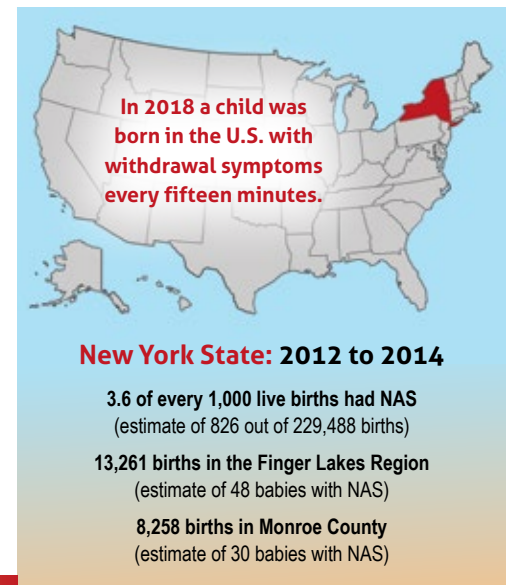 In 2018 a child was
born in the U.S. with
withdrawal symptoms
every fifteen minutes.
New York State: 2012 to 2014
3.6 of every 1,000 live births had NAS
(estimate of 826 out of 229,488 births)
13,261 births in the Finger Lakes Region
(estimate of 48 babies with NAS)
8,258 births in Monroe County
(estimate of 30 babies with NAS)